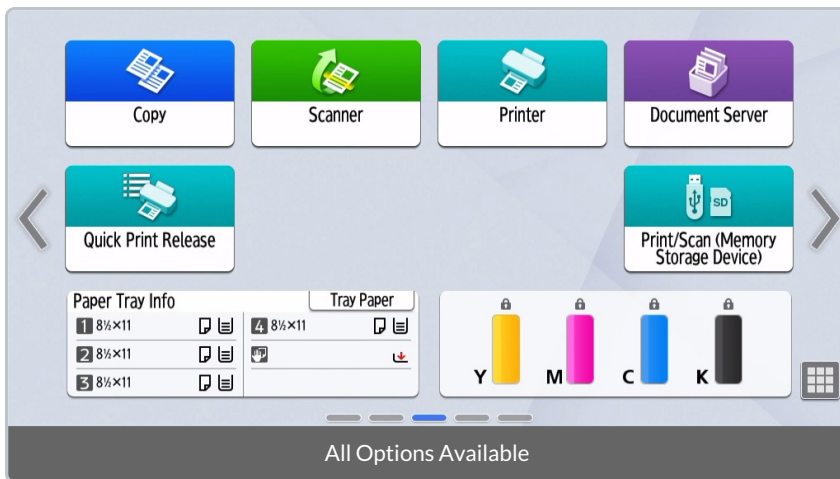 Copy
Scanner
Printer
Document Server
SD
Quick Print Release
Print/Scan (Memory
Storage Device)
Paper Tray Info
Tray Paper
1 8½×11
4 8½×11
2 8½×11
3 8½×11
Y M C K
All Options Available